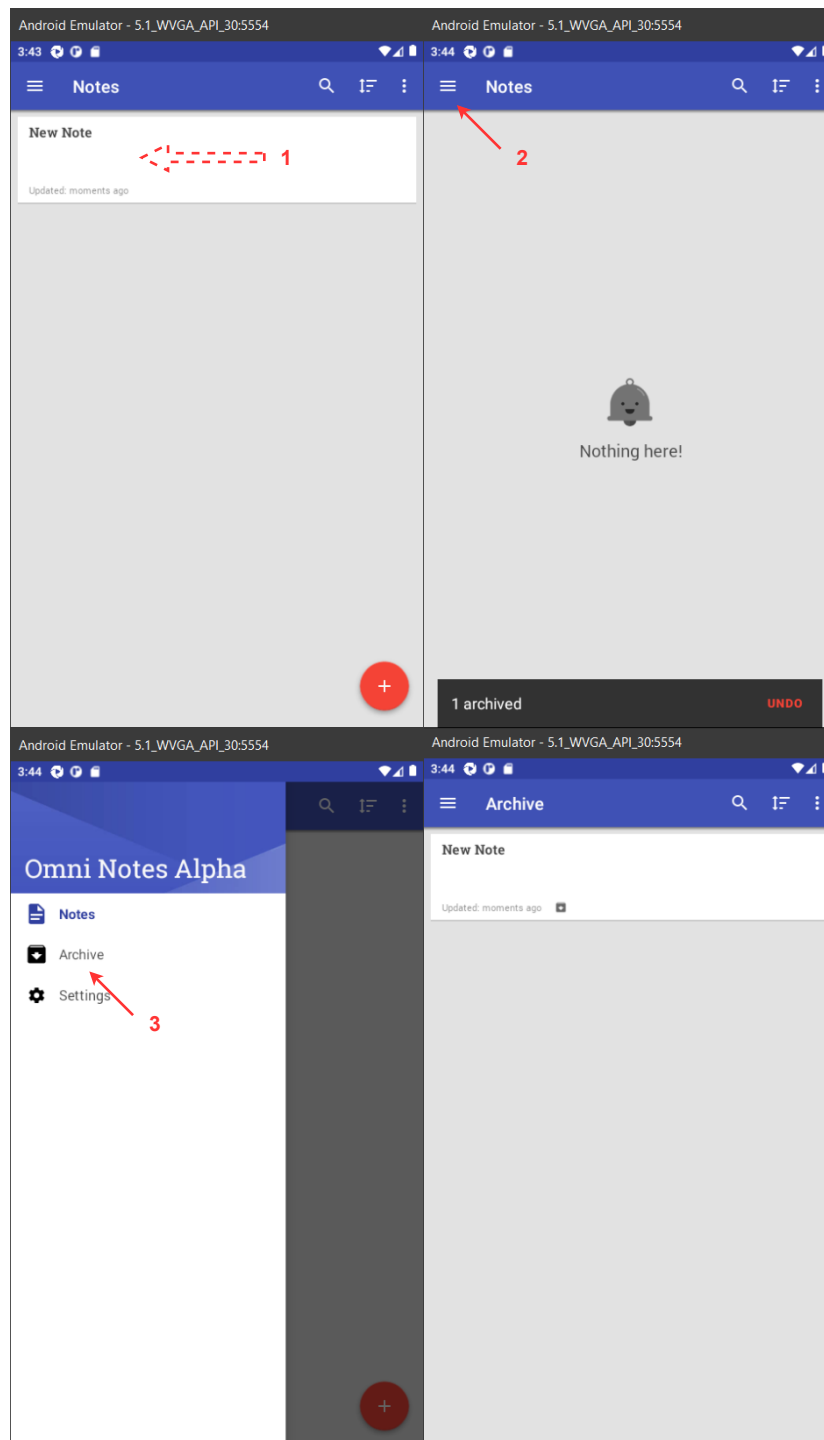 Android Emulator - 5.1_WVGA_API_30:5554
3:43
Notes
New Note
1
Updated: moments ago
+
Android Emulator - 5.1_WVGA_API_30:5554
3:44
Notes
2
Nothing here!
1 archived UNDO
Android Emulator - 5.1_WVGA_API_30:5554
3:44
Omni Notes Alpha
Notes
Archive
Settings
3
+
Android Emulator - 5.1_WVGA_API_30:5554
3:44
Archive
New Note
Updated: moments ago